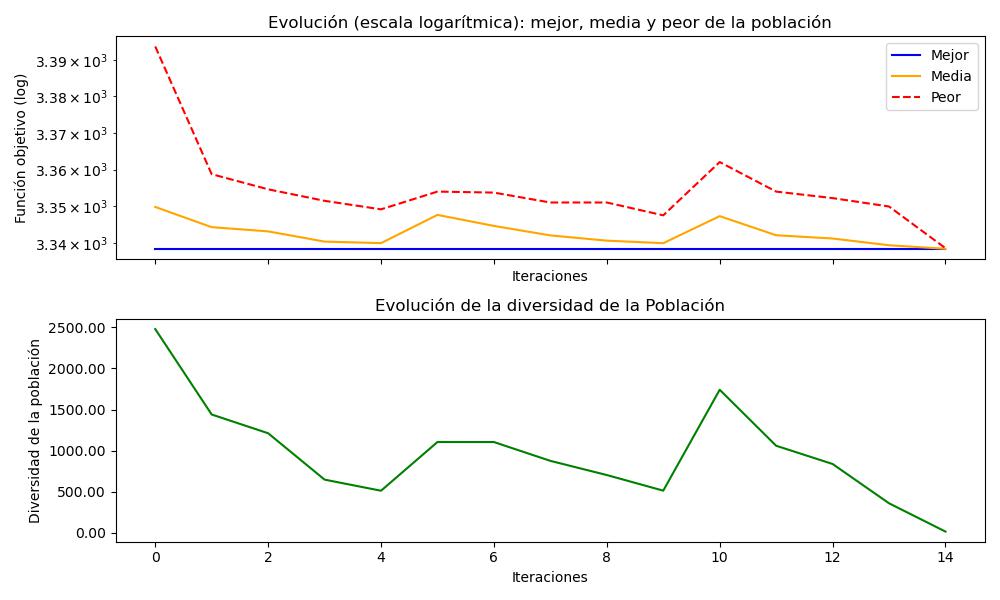 Evolución (escala logarítmica): mejor, media y peor de la población
Función objetivo (log)
3.39 × 10³
3.38 × 10³
3.37 × 10³
3.36 × 10³
3.35 × 10³
3.34 × 10³
Mejor
Media
Peor
Iteraciones
Evolución de la diversidad de la Población
Diversidad de la población
2500.00
2000.00
1500.00
1000.00
500.00
0.00
0 2 4 6 8 10 12 14
Iteraciones